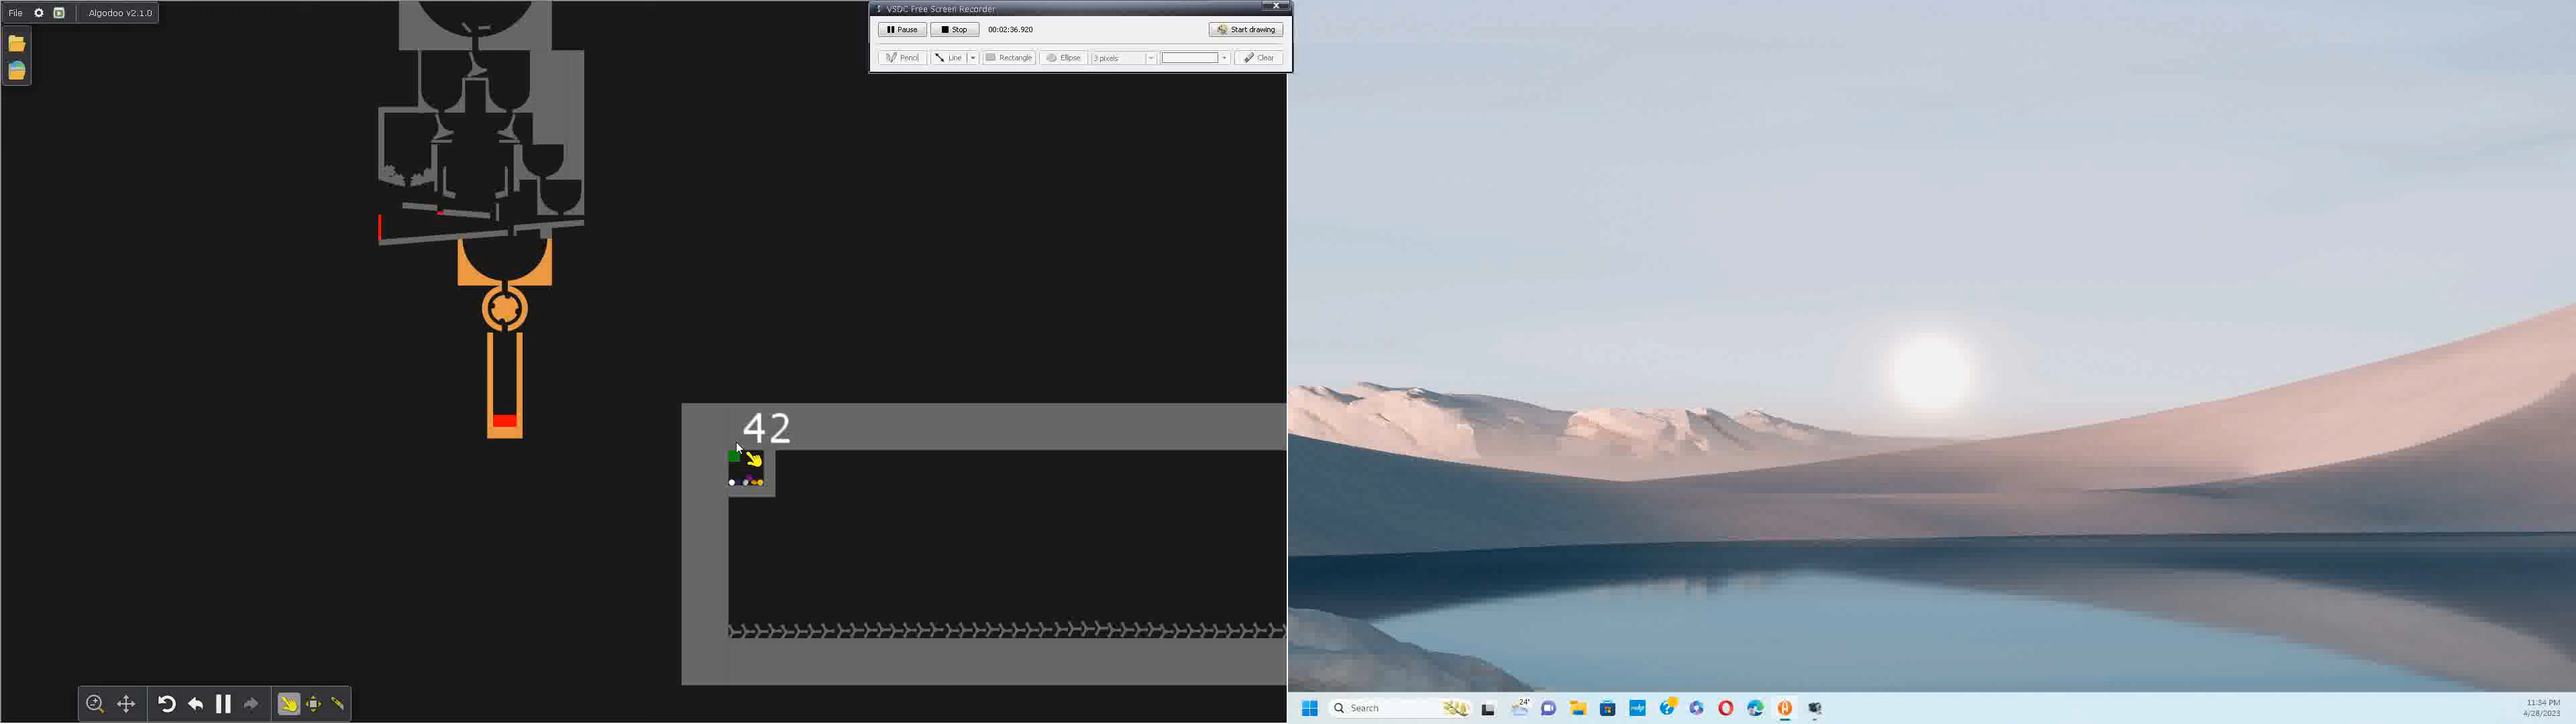 File
Algodoo v2.1.0
VSDC Free Screen Recorder
Pause
Stop
00:02:36.920
Start drawing
Pencil
Line
Rectangle
Ellipse
3 pixels
Clear
42
Search
24°
11:34 PM
4/28/2023